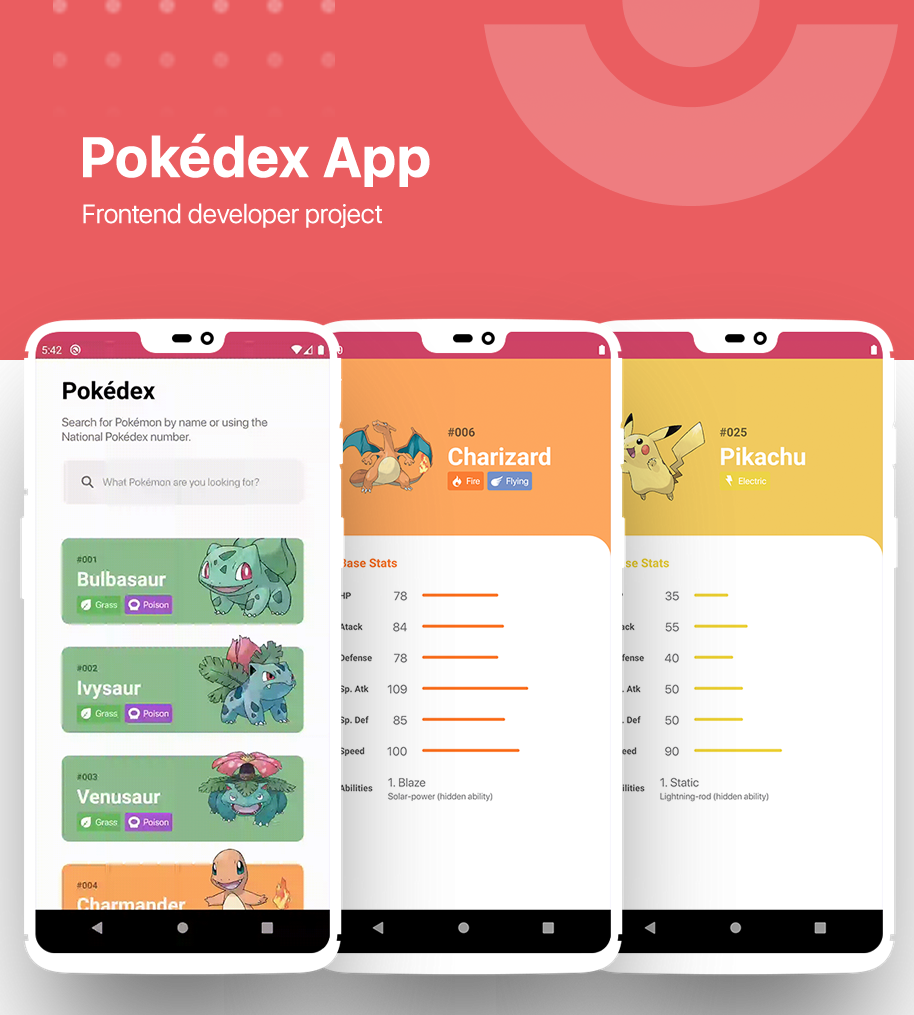 Pokédex App
Frontend developer project
5:42
Pokédex
Search for Pokémon by name or using the
National Pokédex number.
What Pokémon are you looking for?
#001
Bulbasaur
Grass Poison
#002
Ivysaur
Grass Poison
#003
Venusaur
Grass Poison
#004
Charmander
#006
Charizard
Fire Flying
Base Stats
HP 78
Atack 84
Defense 78
Sp. Atk 109
Sp. Def 85
Speed 100
Abilities 1. Blaze
Solar-power (hidden ability)
#025
Pikachu
Electric
se Stats
35
ack 55
fense 40
. Atk 50
. Def 50
eed 90
ilities 1. Static
Lightning-rod (hidden ability)